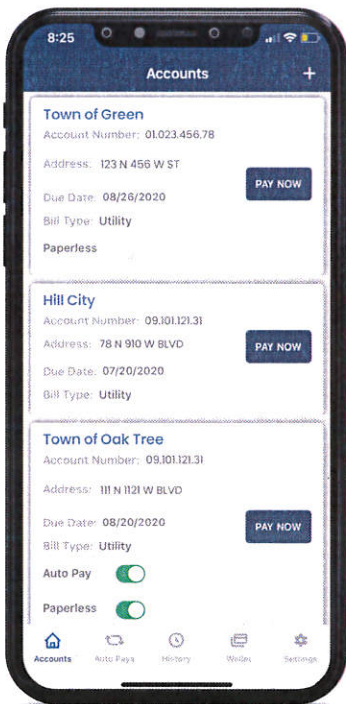 8:25
Accounts +
Town of Green
Account Number: 01.023.456.78
Address: 123 N 456 W ST
PAY NOW
Due Date: 08/26/2020
Bill Type: Utility
Paperless
Hill City
Account Number: 09.101.121.31
Address: 78 N 910 W BLVD
PAY NOW
Due Date: 07/20/2020
Bill Type: Utility
Town of Oak Tree
Account Number: 09.101.121.31
Address: 111 N 1121 W BLVD
Due Date: 08/20/2020
PAY NOW
Bill Type: Utility
Auto Pay
Paperless
Accounts Auto Pays History Wallet Settings